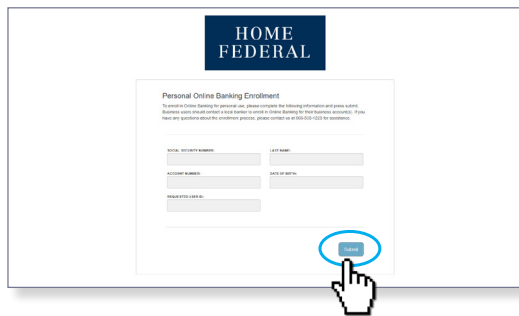 HOME
FEDERAL
Personal Online Banking Enrollment
To enroll in Online Banking for personal use, please complete the following information and press submit.
Business users should contact a local banker to enroll in Online Banking for their business account(s). If you
have any questions about the enrollment process, please contact us at for assistance.
SOCIAL SECURITY NUMBER: LAST NAME:
ACCOUNT NUMBER: DATE OF BIRTH:
REQUESTED USER ID:
Submit